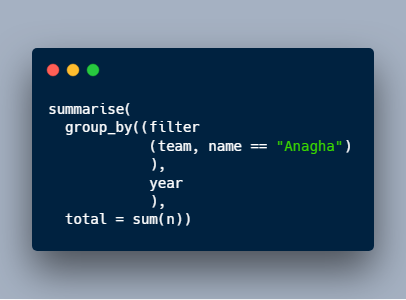 summarise(
  group_by((filter
            (team, name == "Anagha")
            ),
            year
            ),
  total = sum(n))